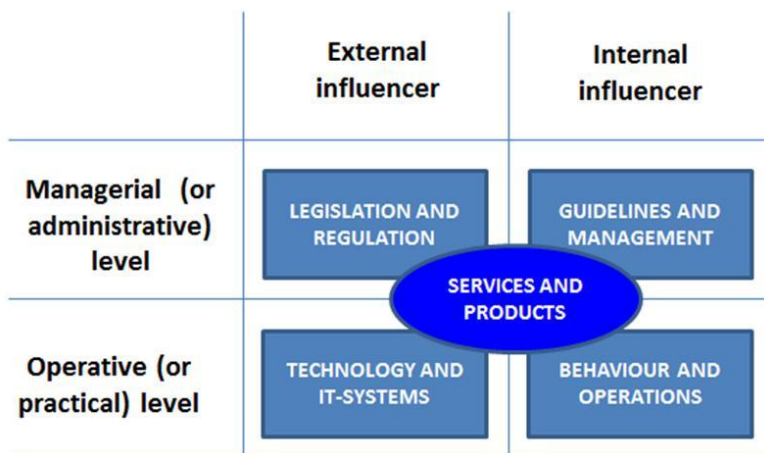 External
influencer
Internal
influencer
Managerial (or
administrative)
level
LEGISLATION AND
REGULATION
GUIDELINES AND
MANAGEMENT
SERVICES AND
PRODUCTS
Operative (or
practical) level
TECHNOLOGY AND
IT-SYSTEMS
BEHAVIOUR AND
OPERATIONS